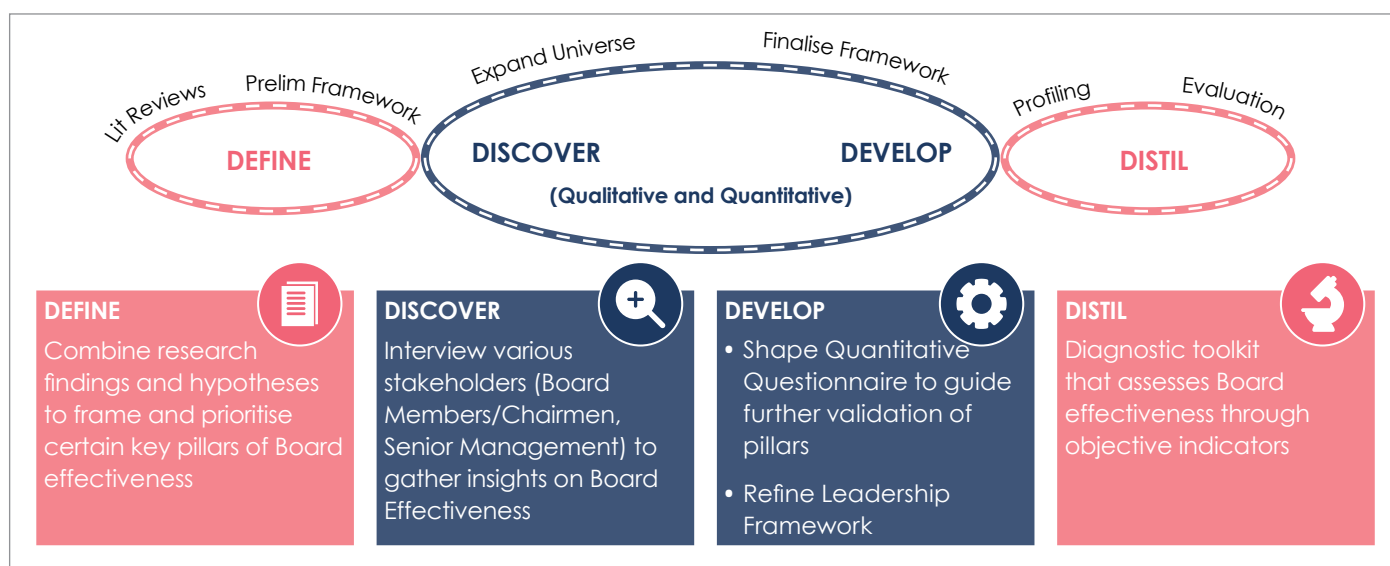 Lit Reviews
Prelim Framework
Expand Universe
Finalise Framework
Profiling
Evaluation
DEFINE
DISCOVER
DEVELOP
(Qualitative and Quantitative)
DISTIL
DEFINE
Combine research
findings and hypotheses
to frame and prioritise
certain key pillars of Board
effectiveness
DISCOVER
Interview various
stakeholders (Board
Members/Chairmen,
Senior Management) to
gather insights on Board
Effectiveness
DEVELOP
• Shape Quantitative
Questionnaire to guide
further validation of
pillars
• Refine Leadership
Framework
DISTIL
Diagnostic toolkit
that assesses Board
effectiveness through
objective indicators